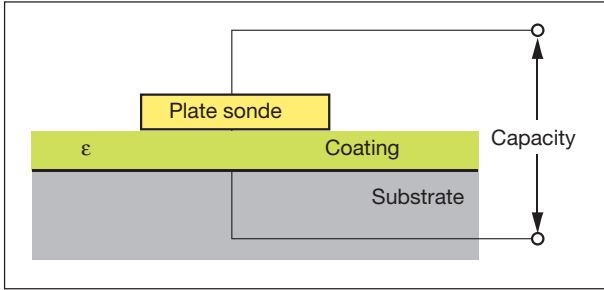 Plate sonde
ε
Coating
Capacity
Substrate